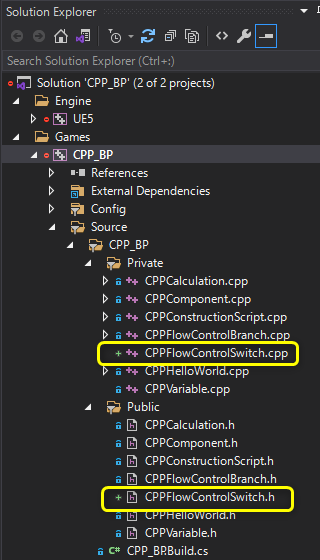 Solution Explorer
Search Solution Explorer (Ctrl+:)
Solution 'CPP_BP' (2 of 2 projects)
Engine
UE5
Games
CPP_BP
References
External Dependencies
Config
Source
CPP_BP
Private
CPPCalculation.cpp
CPPComponent.cpp
CPPConstructionScript.cpp
CPPFlowControlBranch.cpp
CPPFlowControlSwitch.cpp
CPPHelloWorld.cpp
CPPVariable.cpp
Public
CPPCalculation.h
CPPComponent.h
CPPConstructionScript.h
CPPFlowControlBranch.h
CPPFlowControlSwitch.h
CPPHelloWorld.h
CPPVariable.h
CPP_BP.Build.cs